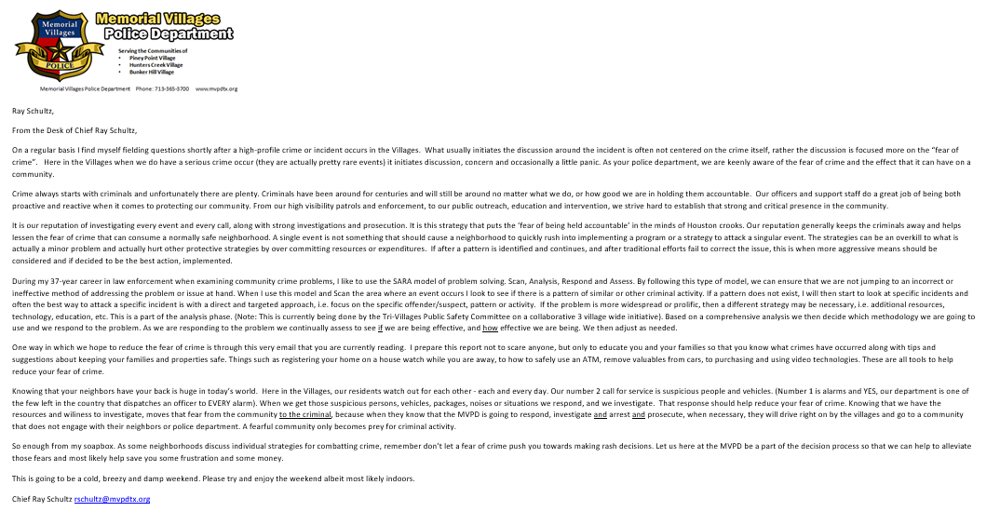 Memorial
Villages
POLICE
Memorial Villages
Police Department
Serving the Communities of
• Piney Point Village
• Hunters Creek Village
• Bunker Hill Village
Memorial Villages Police Department Phone: 713-365-3700 www.mvpdtx.org
Ray Schultz,
From the Desk of Chief Ray Schultz,
On a regular basis I find myself fielding questions shortly after a high-profile crime or incident occurs in the Villages. What usually initiates the discussion around the incident is often not centered on the crime itself, rather the discussion is focused more on the “fear of
crime”. Here in the Villages when we do have a serious crime occur (they are actually pretty rare events) it initiates discussion, concern and occasionally a little panic. As your police department, we are keenly aware of the fear of crime and the effect that it can have on a
community.
Crime always starts with criminals and unfortunately there are plenty. Criminals have been around for centuries and will still be around no matter what we do, or how good we are in holding them accountable. Our officers and support staff do a great job of being both
proactive and reactive when it comes to protecting our community. From our high visibility patrols and enforcement, to our public outreach, education and intervention, we strive hard to establish that strong and critical presence in the community.
It is our reputation of investigating every event and every call, along with strong investigations and prosecution. It is this strategy that puts the ‘fear of being held accountable’ in the minds of Houston crooks. Our reputation generally keeps the criminals away and helps
lessen the fear of crime that can consume a normally safe neighborhood. A single event is not something that should cause a neighborhood to quickly rush into implementing a program or a strategy to attack a singular event. The strategies can be an overkill to what is
actually a minor problem and actually hurt other protective strategies by over committing resources or expenditures. If after a pattern is identified and continues, and after traditional efforts fail to correct the issue, this is when more aggressive means should be
considered and if decided to be the best action, implemented.
During my 37-year career in law enforcement when examining community crime problems, I like to use the SARA model of problem solving. Scan, Analysis, Respond and Assess. By following this type of model, we can ensure that we are not jumping to an incorrect or
ineffective method of addressing the problem or issue at hand. When I use this model and Scan the area where an event occurs I look to see if there is a pattern of similar or other criminal activity. If a pattern does not exist, I will then start to look at specific incidents and
often the best way to attack a specific incident is with a direct and targeted approach, i.e. focus on the specific offender/suspect, pattern or activity. If the problem is more widespread or prolific, then a different strategy may be necessary, i.e. additional resources,
technology, education, etc. This is a part of the analysis phase. (Note: This is currently being done by the Tri-Villages Public Safety Committee on a collaborative 3 village wide initiative). Based on a comprehensive analysis we then decide which methodology we are going to
use and we respond to the problem. As we are responding to the problem we continually assess to see if we are being effective, and how effective we are being. We then adjust as needed.
One way in which we hope to reduce the fear of crime is through this very email that you are currently reading. I prepare this report not to scare anyone, but only to educate you and your families so that you know what crimes have occurred along with tips and
suggestions about keeping your families and properties safe. Things such as registering your home on a house watch while you are away, to how to safely use an ATM, remove valuables from cars, to purchasing and using video technologies. These are all tools to help
reduce your fear of crime.
Knowing that your neighbors have your back is huge in today’s world. Here in the Villages, our residents watch out for each other - each and every day. Our number 2 call for service is suspicious people and vehicles. (Number 1 is alarms and YES, our department is one of
the few left in the country that dispatches an officer to EVERY alarm). When we get those suspicious persons, vehicles, packages, noises or situations we respond, and we investigate. That response should help reduce your fear of crime. Knowing that we have the
resources and wiliness to investigate, moves that fear from the community to the criminal, because when they know that the MVPD is going to respond, investigate and arrest and prosecute, when necessary, they will drive right on by the villages and go to a community
that does not engage with their neighbors or police department. A fearful community only becomes prey for criminal activity.
So enough from my soapbox. As some neighborhoods discuss individual strategies for combatting crime, remember don’t let a fear of crime push you towards making rash decisions. Let us here at the MVPD be a part of the decision process so that we can help to alleviate
those fears and most likely help save you some frustration and some money.
This is going to be a cold, breezy and damp weekend. Please try and enjoy the weekend albeit most likely indoors.
Chief Ray Schultz rschultz@mvpdtx.org